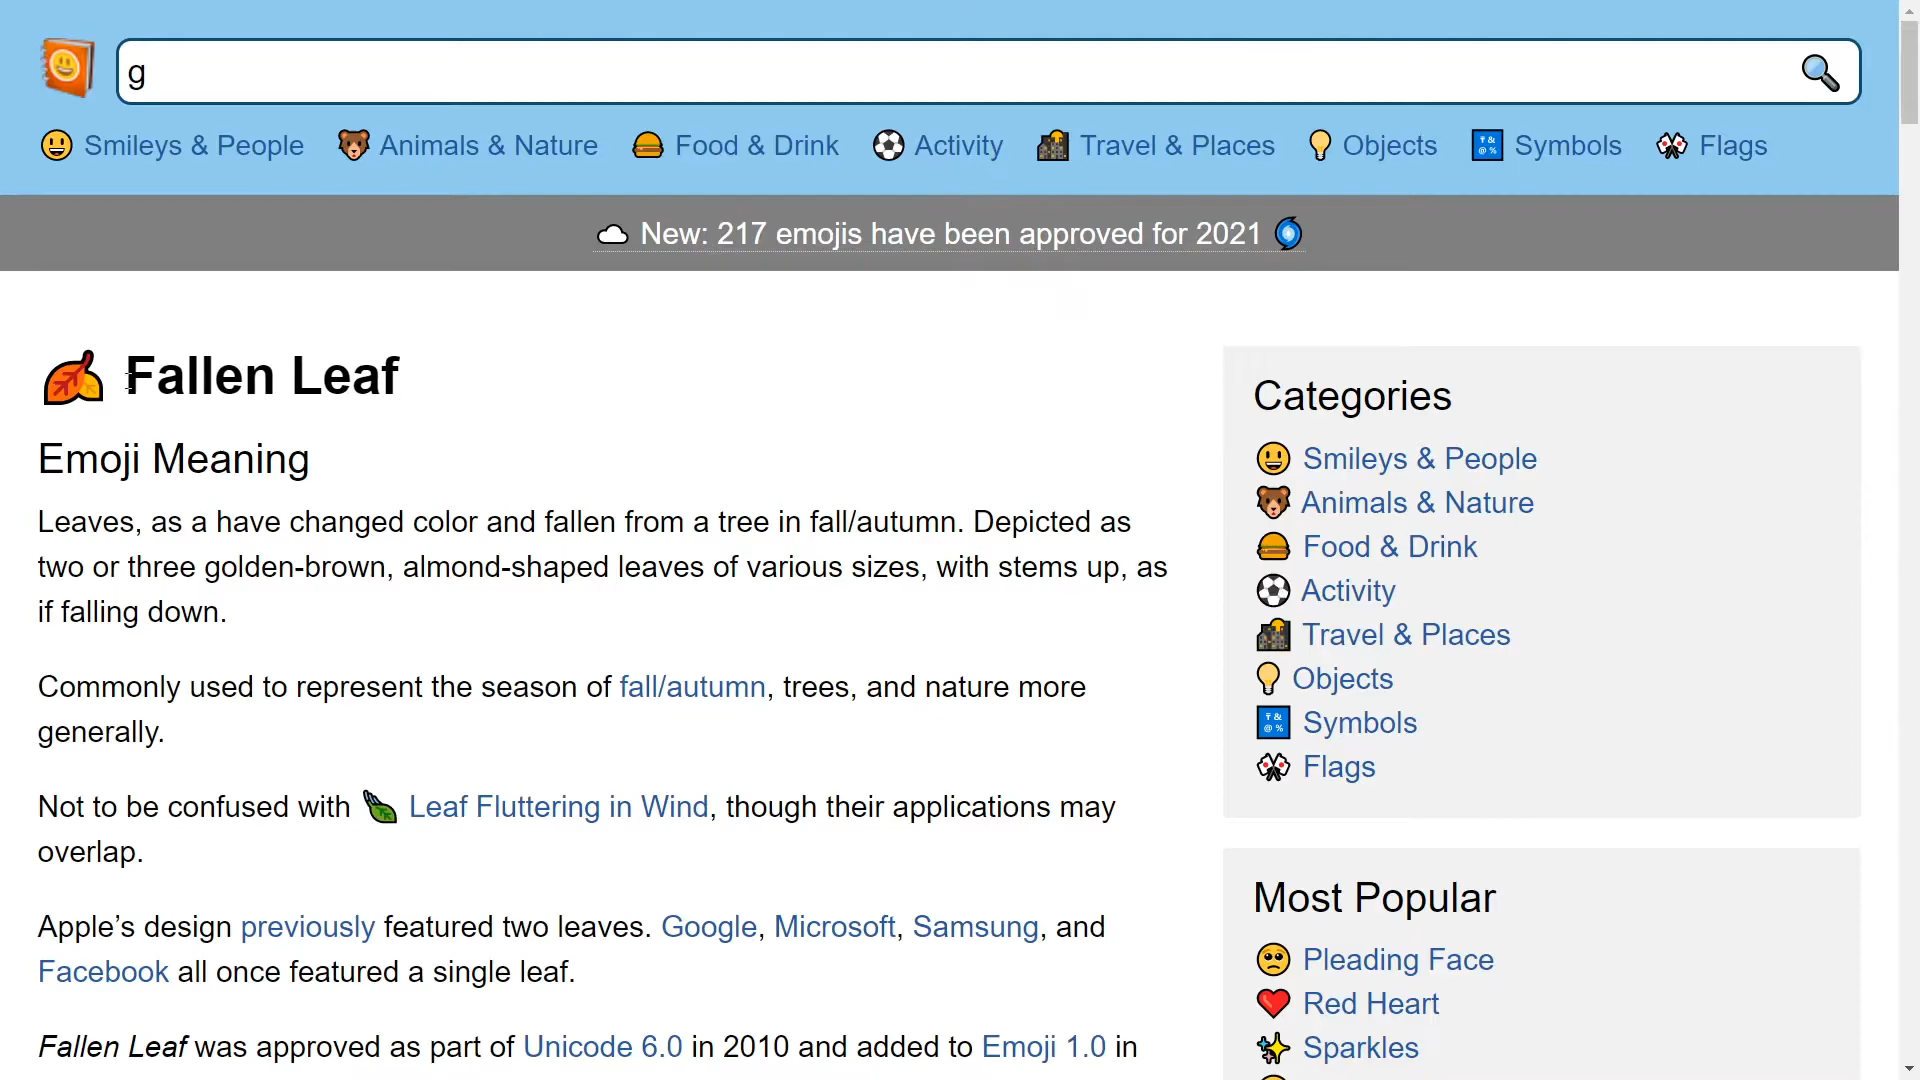 g
Smileys & People Animals & Nature Food & Drink Activity Travel & Places Objects Symbols Flags
New: 217 emojis have been approved for 2021
Fallen Leaf
Emoji Meaning
Leaves, as a have changed color and fallen from a tree in fall/autumn. Depicted as
two or three golden-brown, almond-shaped leaves of various sizes, with stems up, as
if falling down.
Commonly used to represent the season of fall/autumn, trees, and nature more
generally.
Not to be confused with Leaf Fluttering in Wind, though their applications may
overlap.
Apple’s design previously featured two leaves. Google, Microsoft, Samsung, and
Facebook all once featured a single leaf.
Fallen Leaf was approved as part of Unicode 6.0 in 2010 and added to Emoji 1.0 in
Categories
Smileys & People
Animals & Nature
Food & Drink
Activity
Travel & Places
Objects
Symbols
Flags
Most Popular
Pleading Face
Red Heart
Sparkles